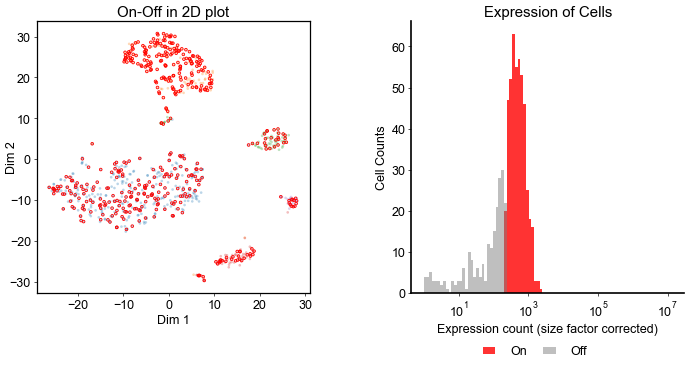 On-Off in 2D plot
30
20
10
0
−10
−20
−30
Dim 2
−20 −10 0 10 20 30
Dim 1
Expression of Cells
60
50
40
30
20
10
0
Cell Counts
10^1 10^3 10^5 10^7
Expression count (size factor corrected)
On Off